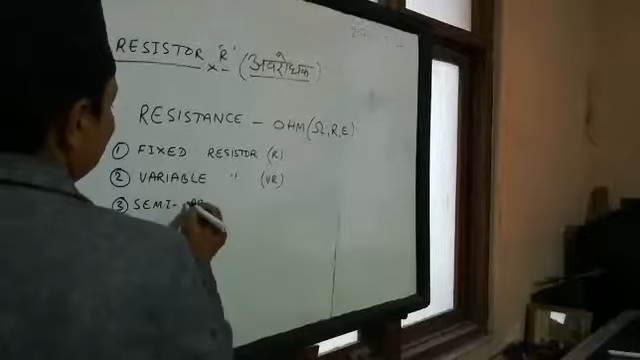 RESISTOR "R" (अवरोधक)
RESISTANCE - OHM (Ω, R, E)
① FIXED RESISTOR (R)
② VARIABLE " (VR)
③ SEMI-